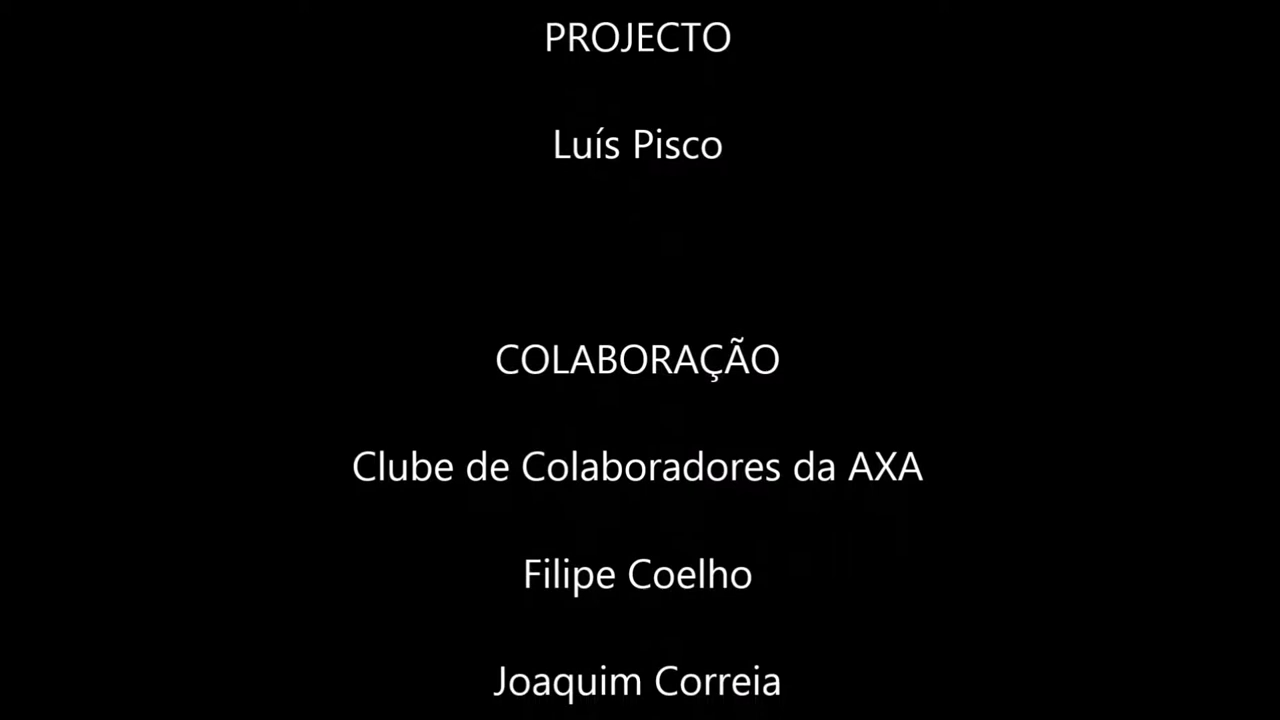 PROJECTO
Luís Pisco
COLABORAÇÃO
Clube de Colaboradores da AXA
Filipe Coelho
Joaquim Correia